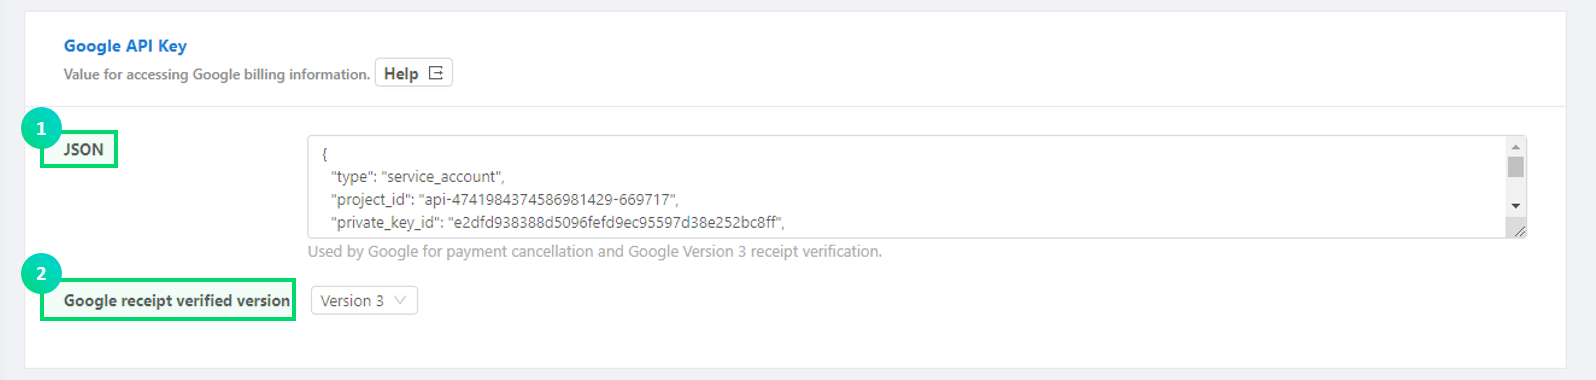 Google API Key
Value for accessing Google billing information. Help
1
JSON
{
"type": "service_account",
"project_id": "api-4741984374586981429-669717",
"private_key_id": "e2dfd938388d5096fefd9ec95597d38e252bc8ff",
Used by Google for payment cancellation and Google Version 3 receipt verification.
2
Google receipt verified version Version 3